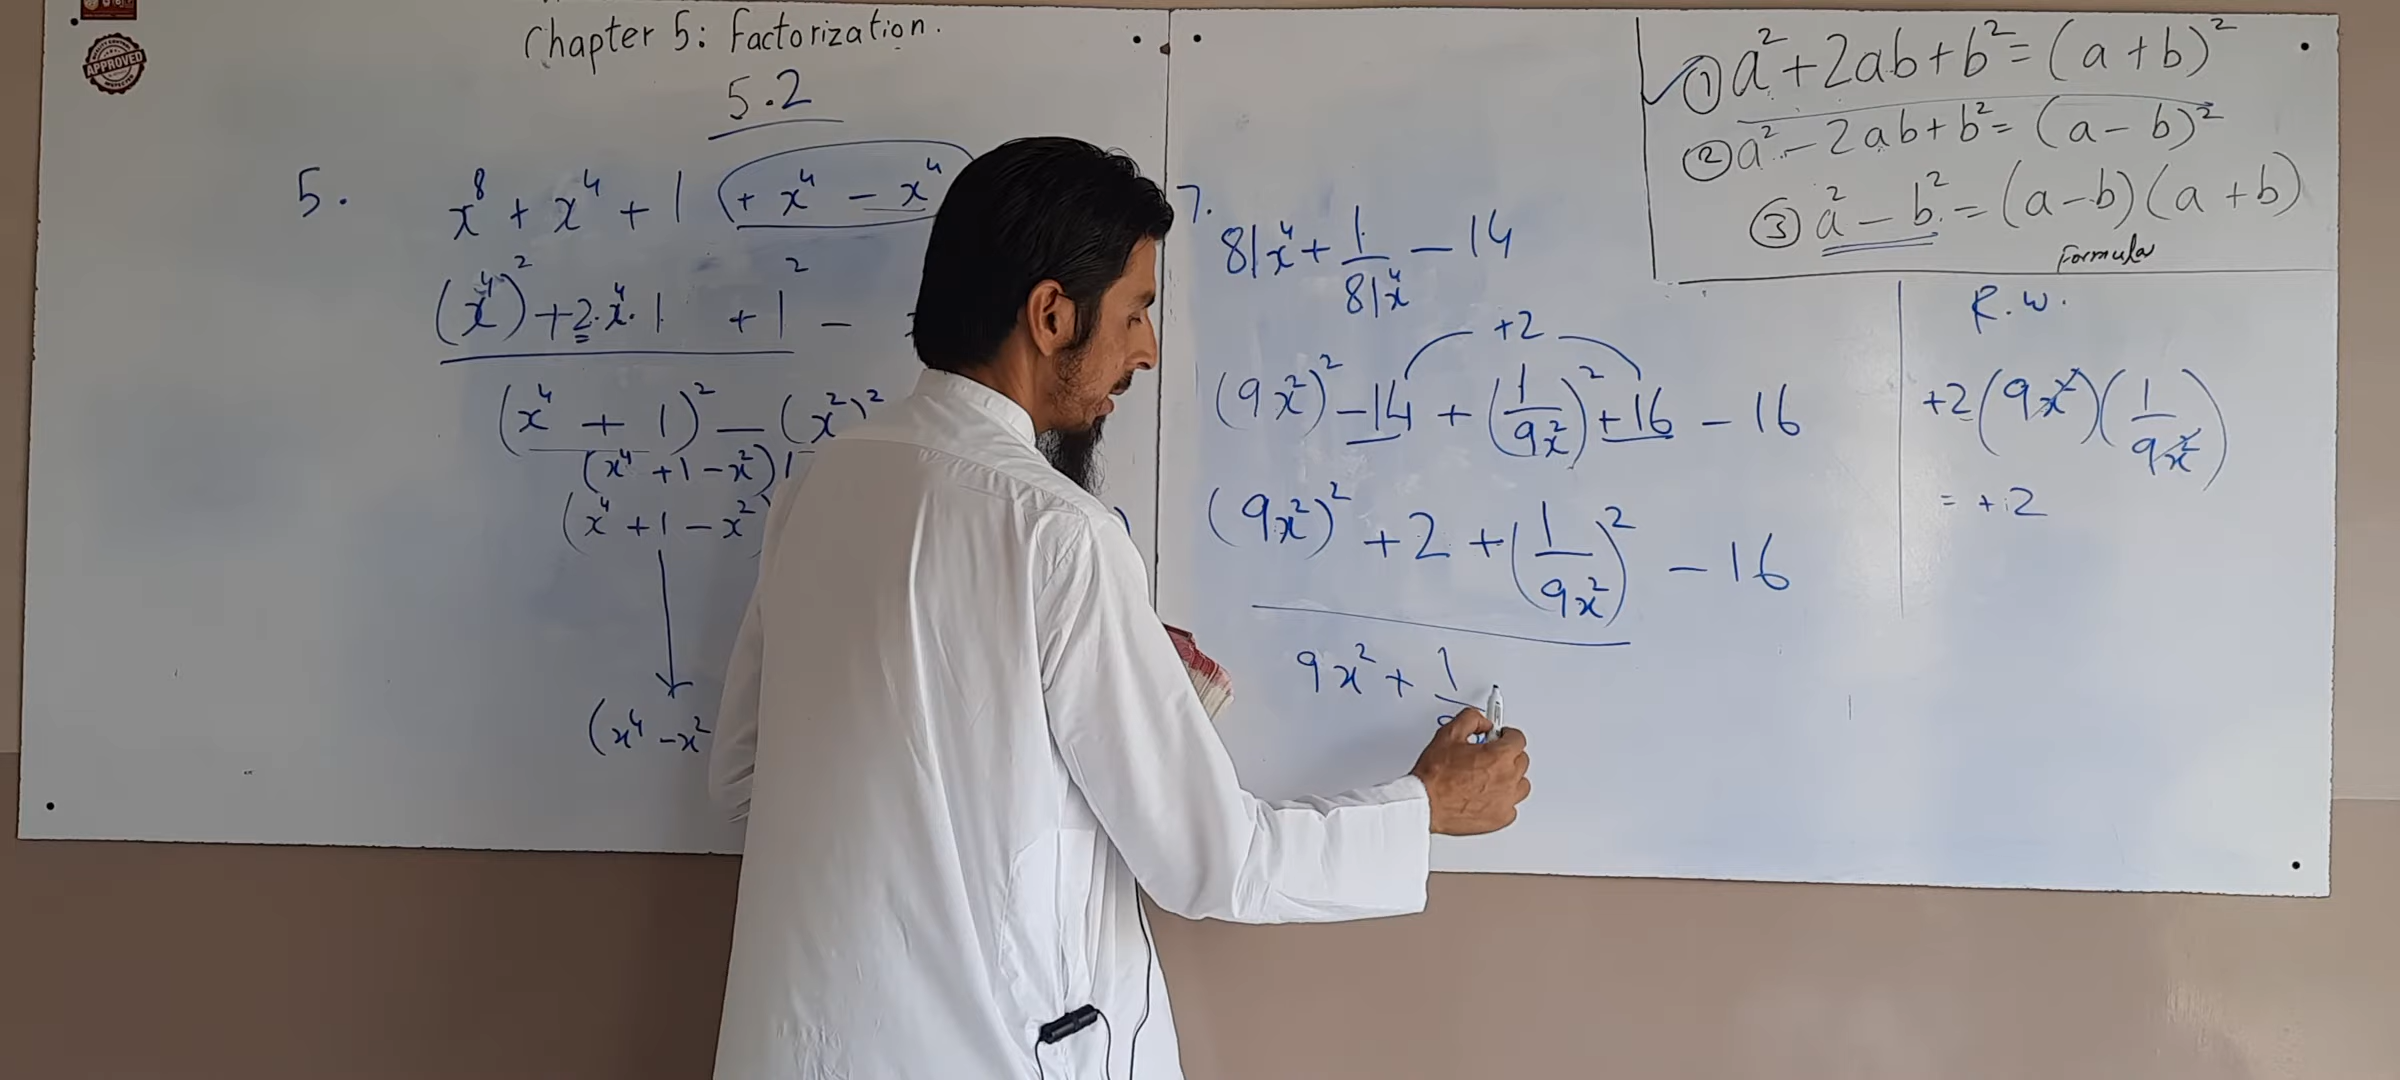 Chapter 5: Factorization.
5.2
5. x⁸ + x⁴ + 1 + x⁴ − x⁴
(x⁴)² + 2·x⁴·1 + 1² −
(x⁴ + 1)² − (x²)²
(x⁴ + 1 − x²)
(x⁴ + 1 − x²)
(x⁴ − x²
7.
81x⁴ + 1/81x⁴ − 14
+2
(9x²)² − 14 + (1/9x²)² + 16 − 16
(9x²)² + 2 + (1/9x²)² − 16
9x² + 1/
① a² + 2ab + b² = (a + b)²
② a² − 2ab + b² = (a − b)²
③ a² − b² = (a − b)(a + b)
Formula
R.W.
+2(9x²)(1/9x²)
= +2
APPROVED